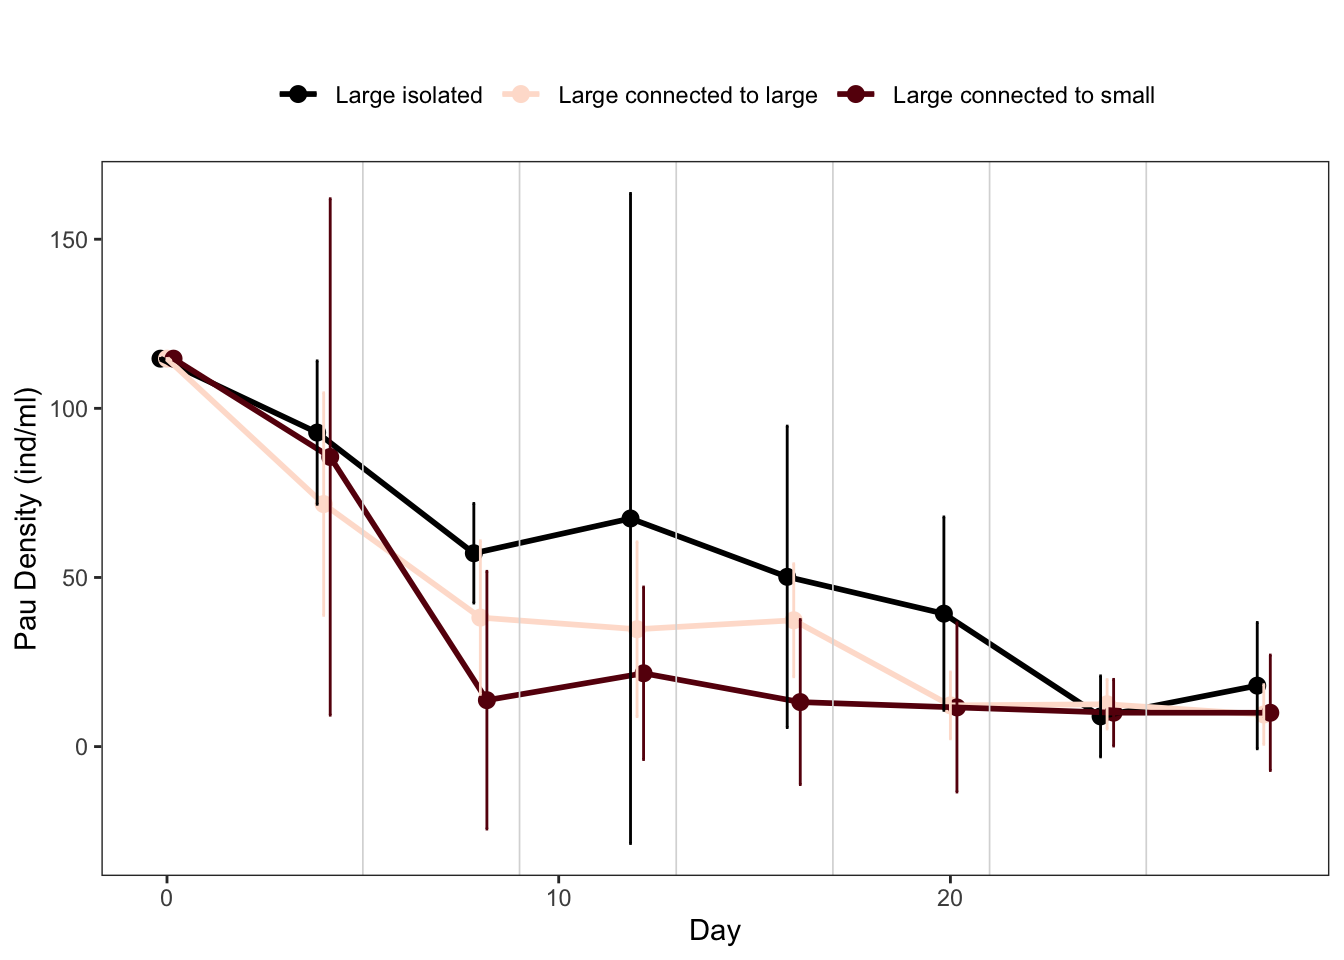 Large isolated Large connected to large Large connected to small
150
100
50
0
Pau Density (ind/ml)
0 10 20
Day